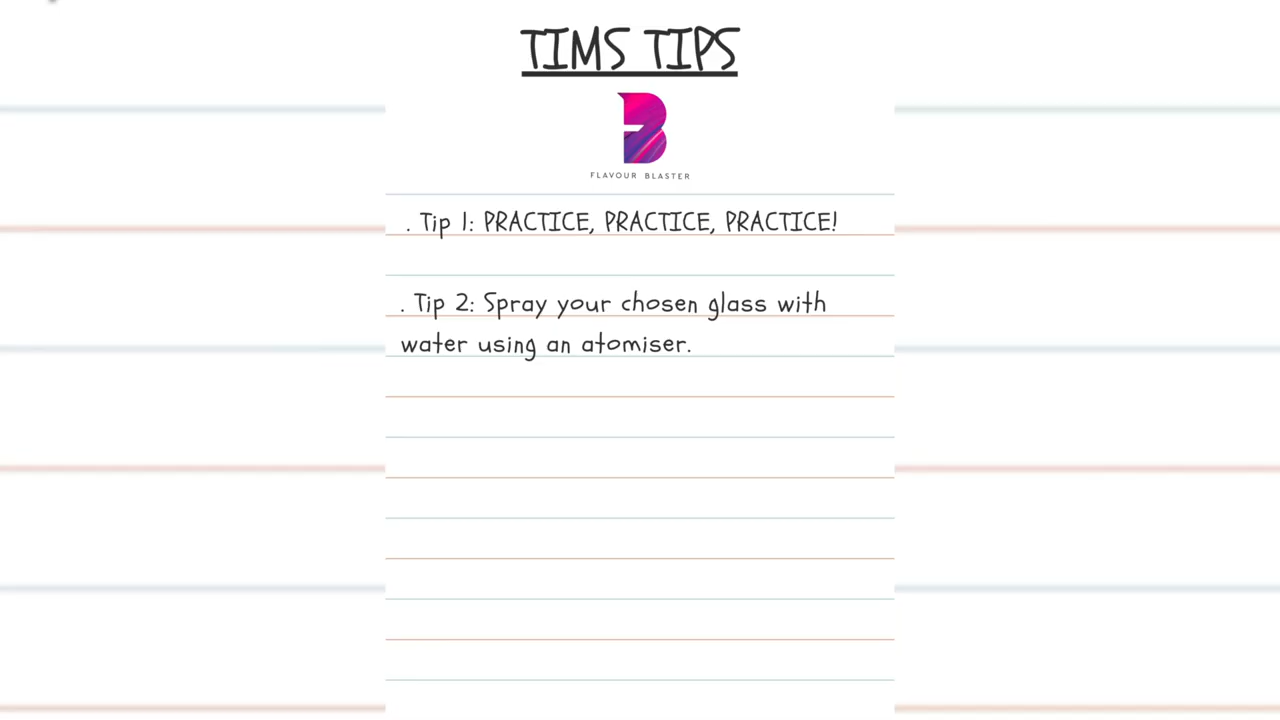 TIMS TIPS
FLAVOUR BLASTER
. Tip 1: PRACTICE, PRACTICE, PRACTICE!
. Tip 2: Spray your chosen glass with
water using an atomiser.